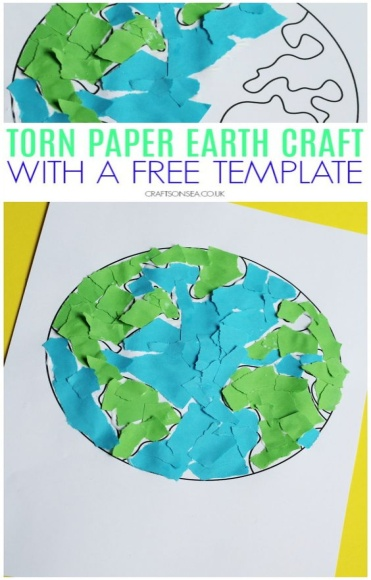 TORN PAPER EARTH CRAFT
WITH A FREE TEMPLATE
CRAFTSONSEA.CO.UK